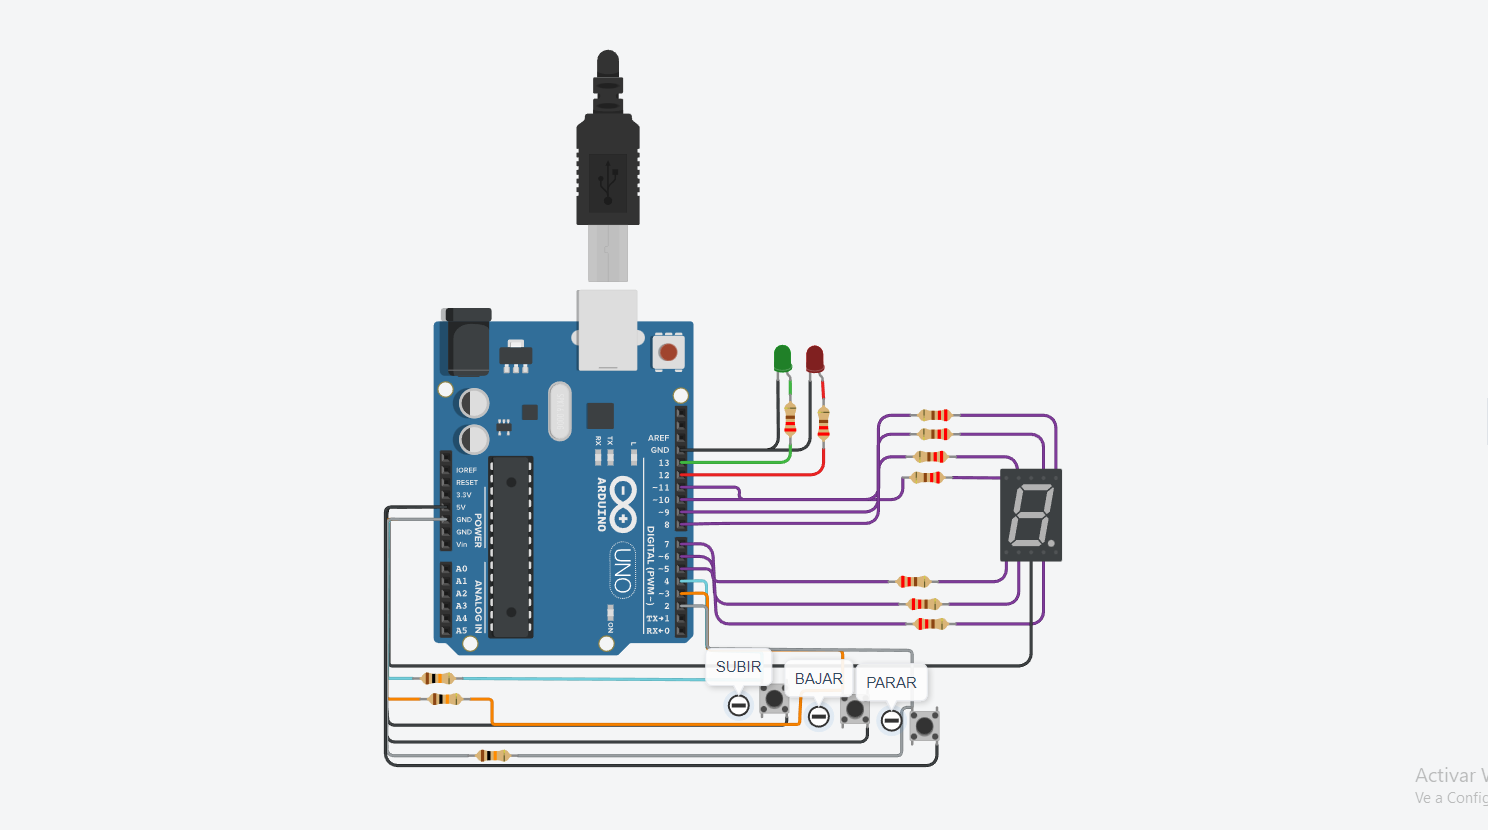 AREF
GND
13
12
~11
~10
~9
8
7
~6
~5
4
~3
2
TX→1
RX←0
DIGITAL (PWM~)
RX
TX
L
ARDUINO
UNO
ON
IOREF
RESET
3.3V
5V
GND
GND
Vin
POWER
A0
A1
A2
A3
A4
A5
ANALOG IN
SUBIR
BAJAR
PARAR
Activar
Ve a Config